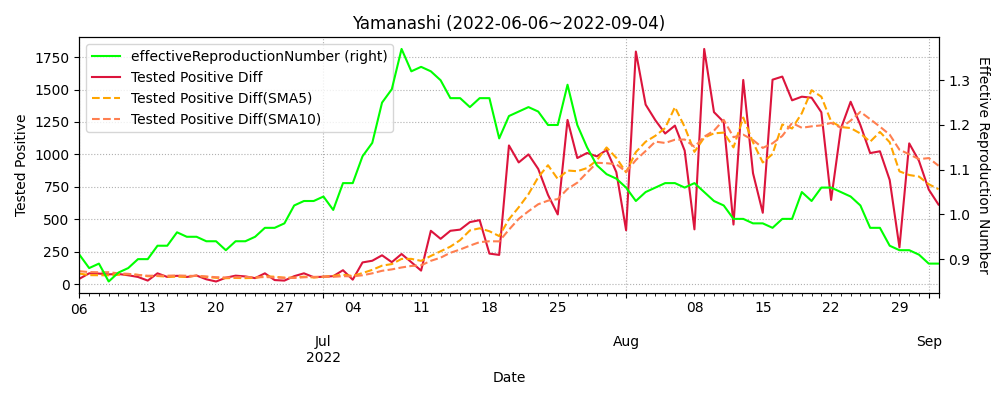 Yamanashi (2022-06-06~2022-09-04)
effectiveReproductionNumber (right)
Tested Positive Diff
Tested Positive Diff(SMA5)
Tested Positive Diff(SMA10)
Tested Positive
1750
1500
1250
1000
750
500
250
0
Effective Reproduction Number
1.3
1.2
1.1
1.0
0.9
06 13 20 27 04 11 18 25 08 15 22 29
Jul Aug Sep
2022
Date